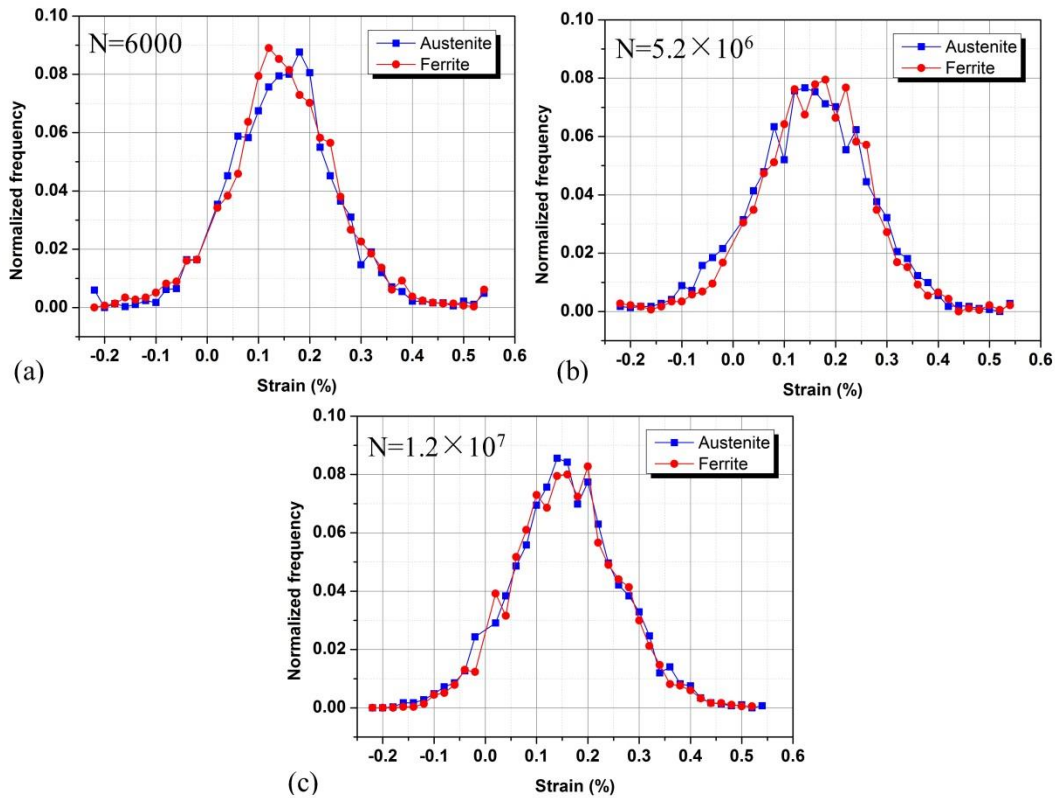 N=6000
Austenite
Ferrite
Normalized frequency
0.10
0.08
0.06
0.04
0.02
0.00
-0.2 -0.1 0.0 0.1 0.2 0.3 0.4 0.5 0.6
Strain (%)
(a)
N=5.2×10⁶
Austenite
Ferrite
Normalized frequency
0.10
0.08
0.06
0.04
0.02
0.00
-0.2 -0.1 0.0 0.1 0.2 0.3 0.4 0.5 0.6
Strain (%)
(b)
N=1.2×10⁷
Austenite
Ferrite
Normalized frequency
0.10
0.08
0.06
0.04
0.02
0.00
-0.2 -0.1 0.0 0.1 0.2 0.3 0.4 0.5 0.6
Strain (%)
(c)